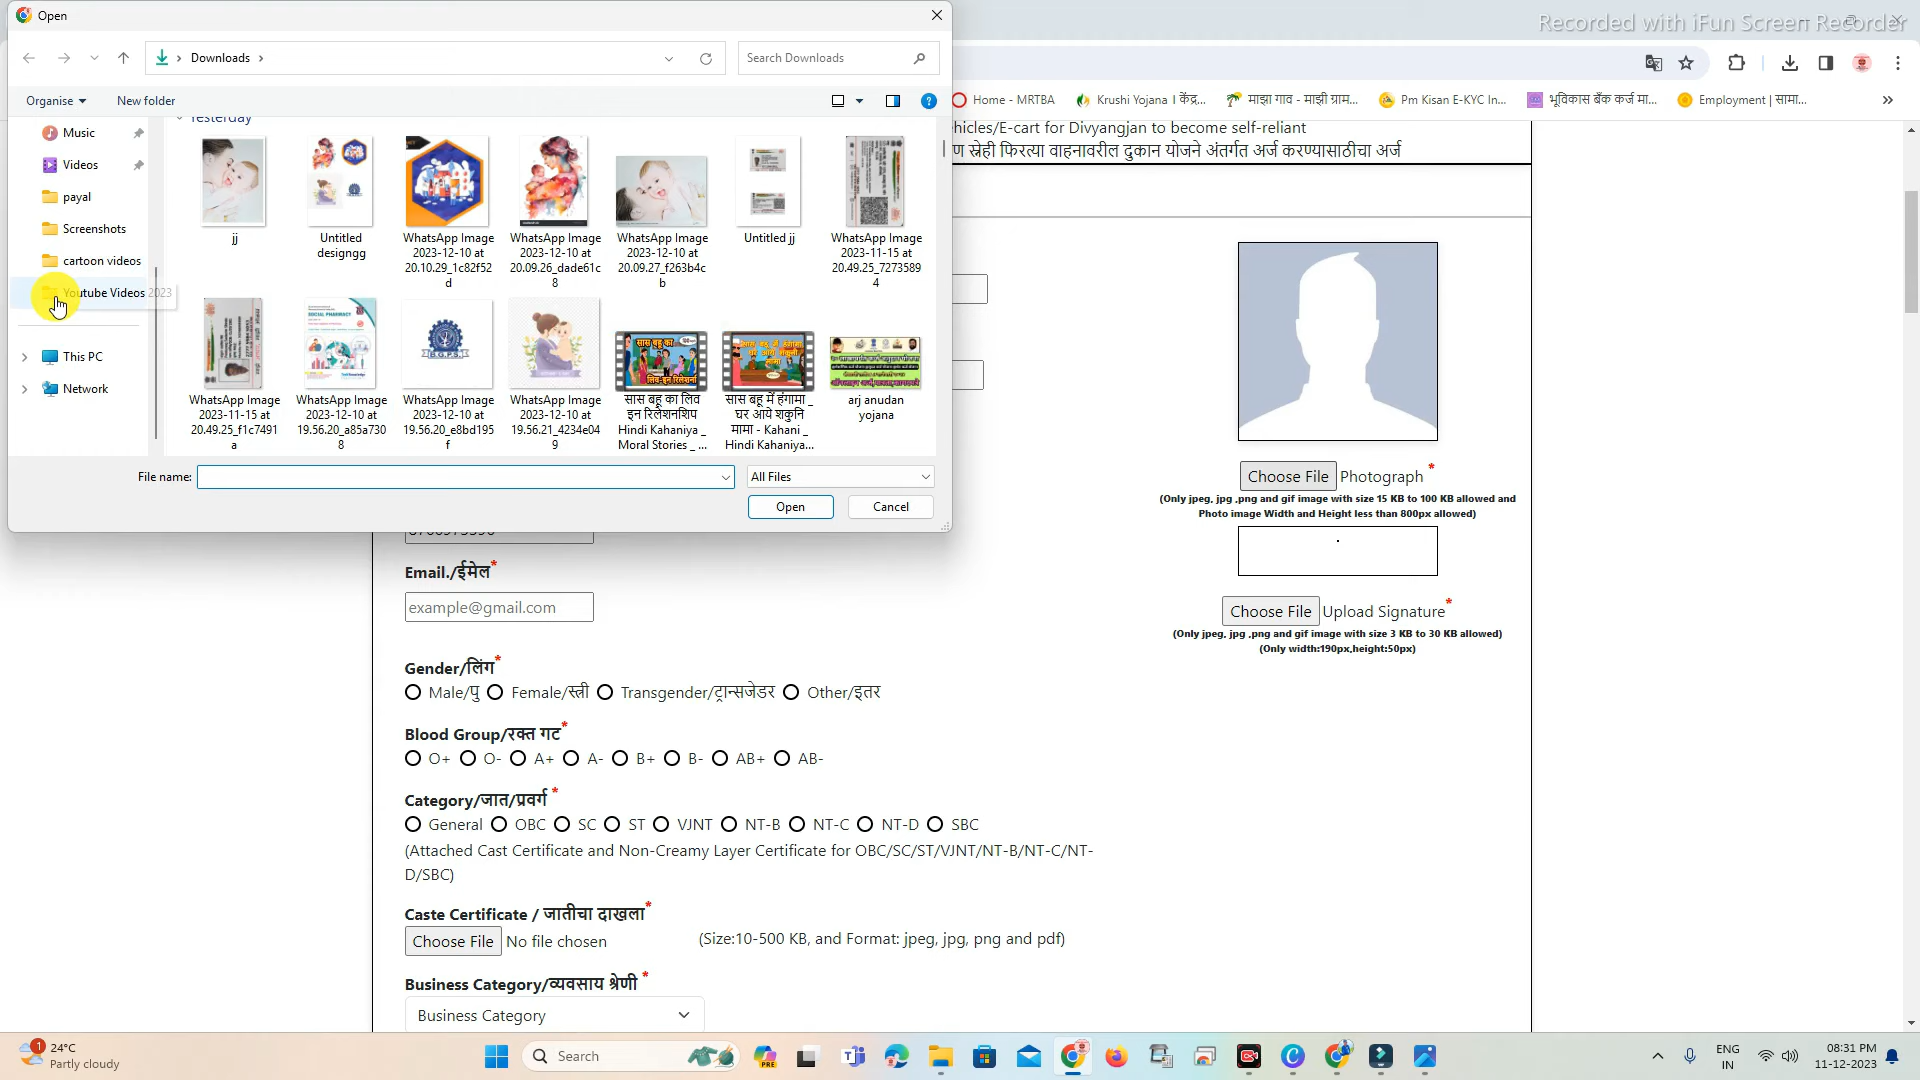 Open
Recorded with iFun Screen Recorder
Downloads
Search Downloads
Organise
New folder
Home - MRTBA
Krushi Yojana । केंद्र...
माझा गाव - माझी ग्राम...
Pm Kisan E-KYC In...
भूविकास बँक कर्ज मा...
Employment | सामा...
Yesterday
Music
Videos
payal
Screenshots
cartoon videos
Youtube Videos 2023
This PC
Network
jj
Untitled
designgg
WhatsApp Image
2023-12-10 at
20.10.29_1c82f52
d
WhatsApp Image
2023-12-10 at
20.09.26_dade61c
8
WhatsApp Image
2023-12-10 at
20.09.27_f263b4c
b
Untitled jj
WhatsApp Image
2023-11-15 at
20.49.25_7273589
4
WhatsApp Image
2023-11-15 at
20.49.25_f1c7491
a
SOCIAL PHARMACY
WhatsApp Image
2023-12-10 at
19.56.20_a85a730
8
B.G.P.S.
WhatsApp Image
2023-12-10 at
19.56.20_e8bd195
f
WhatsApp Image
2023-12-10 at
19.56.21_4234e04
9
सास बहू का लिव
इन रिलेशनशिप
Hindi Kahaniya _
Moral Stories _ ...
सास बहू में हंगामा _
घर आये शकुनि
मामा - Kahani _
Hindi Kahaniya...
arj anudan
yojana
File name:
All Files
Open
Cancel
hicles/E-cart for Divyangjan to become self-reliant
ण स्नेही फिरत्या वाहनावरील दुकान योजने अंतर्गत अर्ज करण्यासाठीचा अर्ज
Choose File Photograph *
(Only jpeg, jpg ,png and gif image with size 15 KB to 100 KB allowed and
Photo image Width and Height less than 800px allowed)
Choose File Upload Signature *
(Only jpeg, jpg ,png and gif image with size 3 KB to 30 KB allowed)
(Only width:190px,height:50px)
Email./ईमेल*
example@gmail.com
Gender/लिंग*
Male/पु Female/स्त्री Transgender/ट्रान्सजेडर Other/इतर
Blood Group/रक्त गट*
O+ O- A+ A- B+ B- AB+ AB-
Category/जात/प्रवर्ग *
General OBC SC ST VJNT NT-B NT-C NT-D SBC
(Attached Cast Certificate and Non-Creamy Layer Certificate for OBC/SC/ST/VJNT/NT-B/NT-C/NT-
D/SBC)
Caste Certificate / जातीचा दाखला*
Choose File No file chosen (Size:10-500 KB, and Format: jpeg, jpg, png and pdf)
Business Category/व्यवसाय श्रेणी *
Business Category
1
24°C
Partly cloudy
Search
PRE
ENG
IN
08:31 PM
11-12-2023